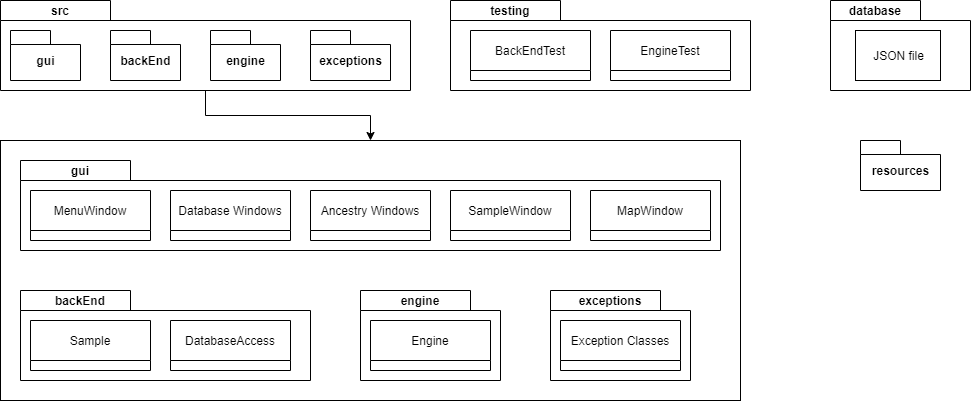 src
testing
database
gui
backEnd
engine
exceptions
BackEndTest
EngineTest
JSON file
resources
gui
MenuWindow
Database Windows
Ancestry Windows
SampleWindow
MapWindow
backEnd
engine
exceptions
Sample
DatabaseAccess
Engine
Exception Classes